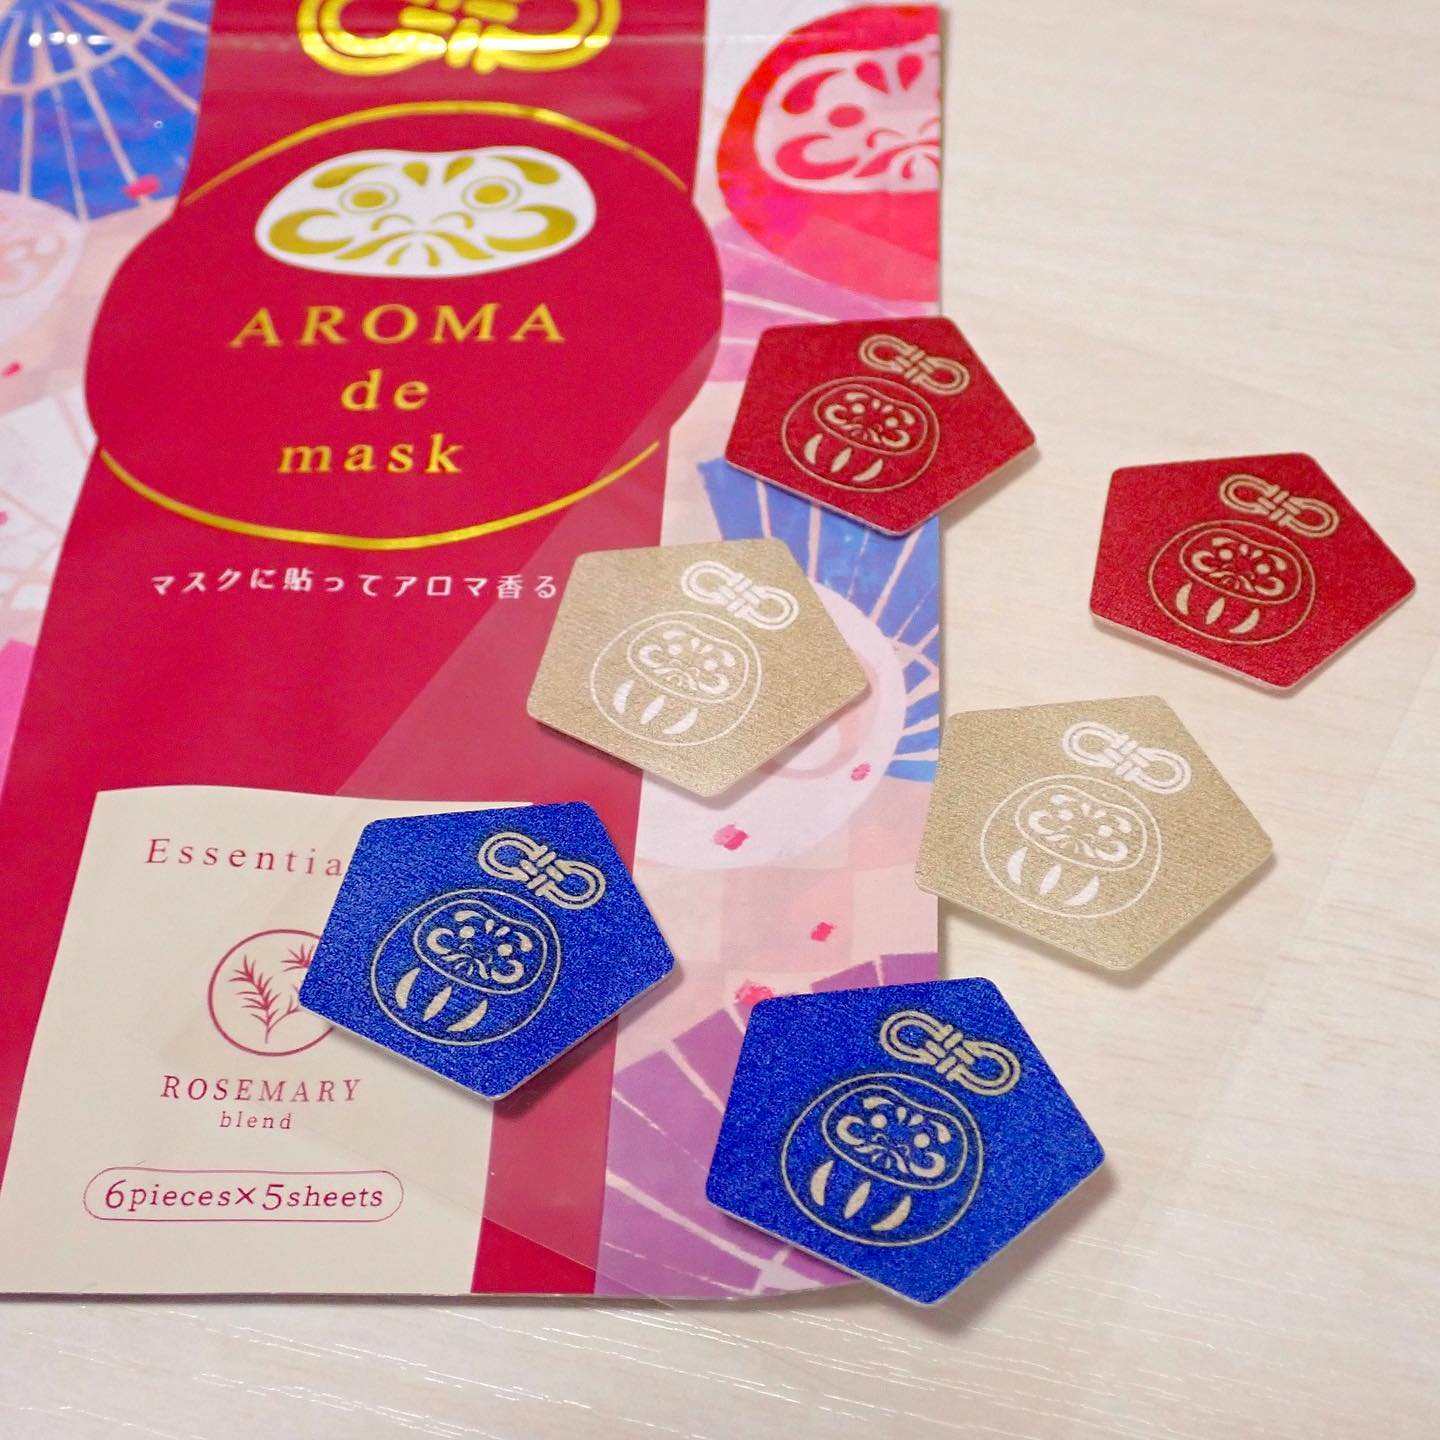 AROMA
de
mask
マスクに貼ってアロマ香る
Essentia
ROSEMARY
blend
6pieces×5sheets